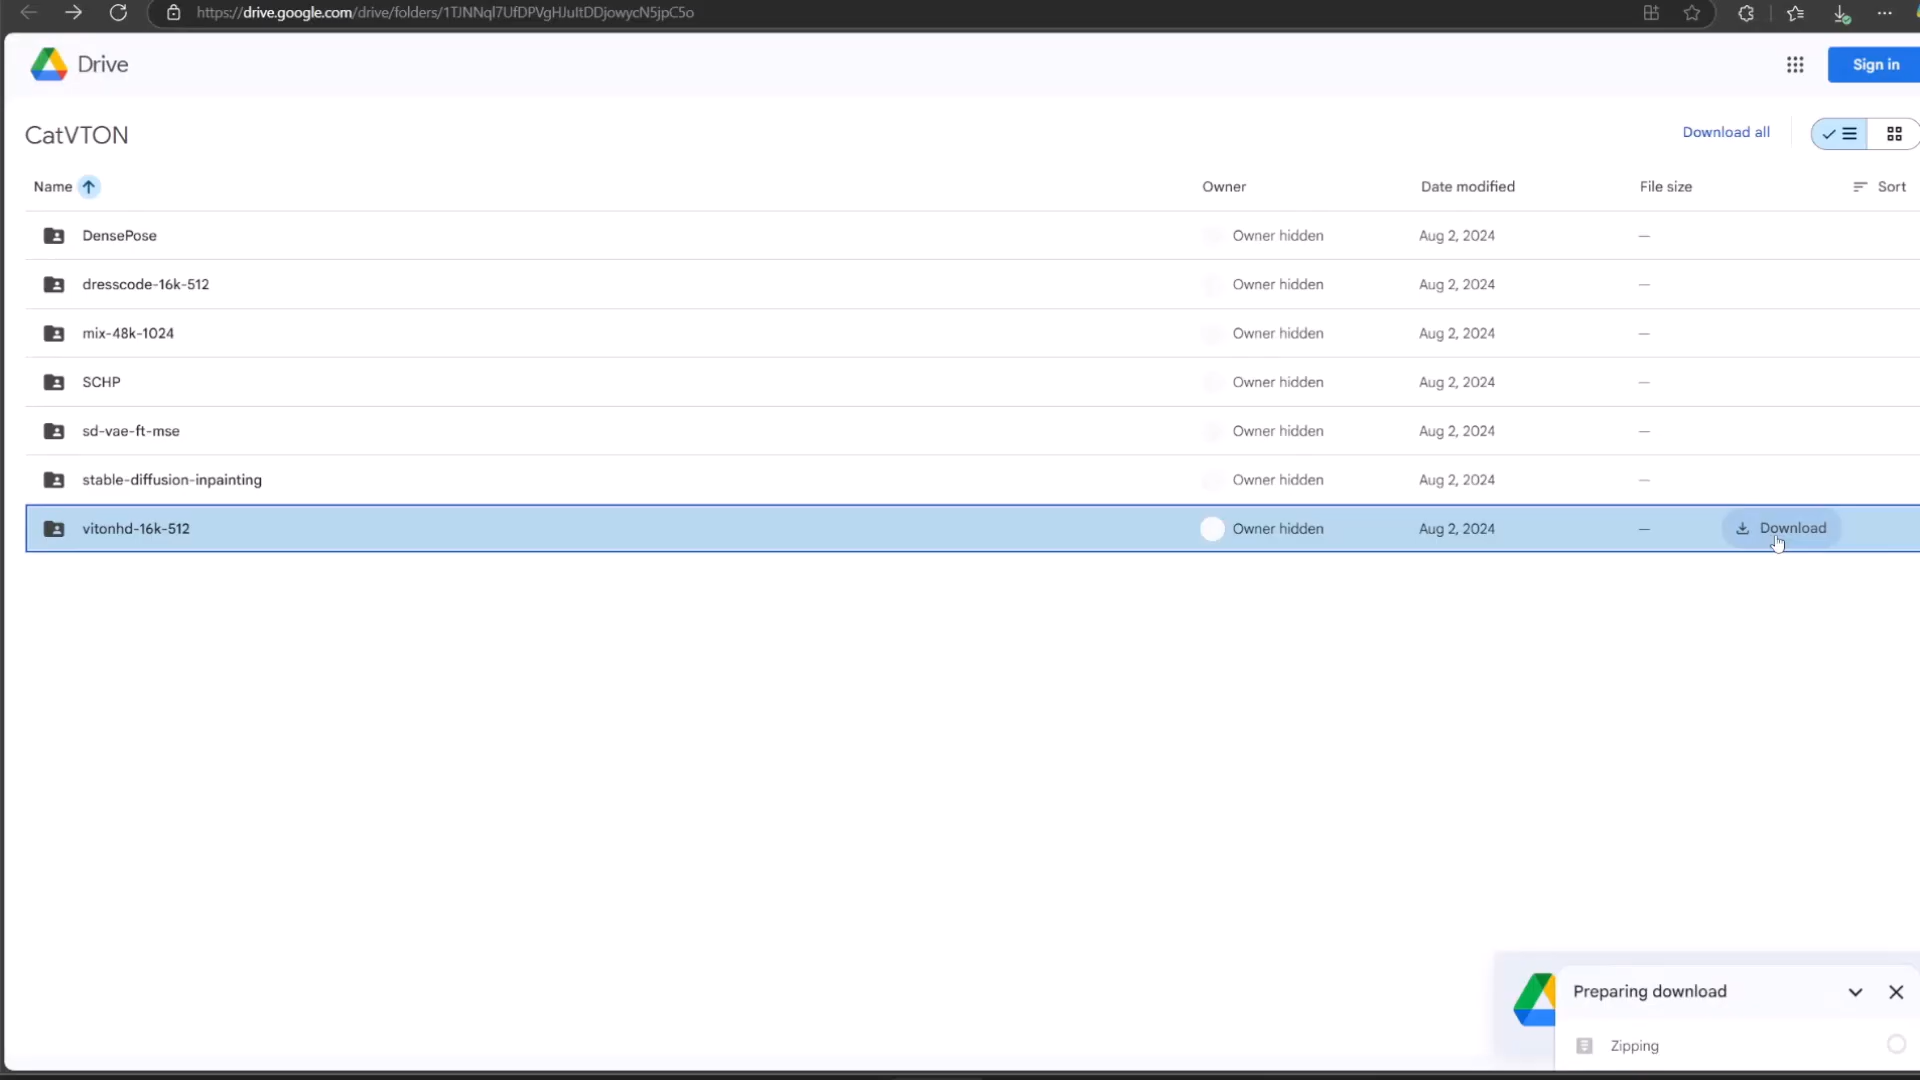 https://drive.google.com/drive/folders/1TJNNql7UfDPVgHJuItDDjowycN5jpC5o
Drive
Sign in
CatVTON
Download all
Name Owner Date modified File size Sort
DensePose Owner hidden Aug 2, 2024 —
dresscode-16k-512 Owner hidden Aug 2, 2024 —
mix-48k-1024 Owner hidden Aug 2, 2024 —
SCHP Owner hidden Aug 2, 2024 —
sd-vae-ft-mse Owner hidden Aug 2, 2024 —
stable-diffusion-inpainting Owner hidden Aug 2, 2024 —
vitonhd-16k-512 Owner hidden Aug 2, 2024 — Download
Preparing download
Zipping